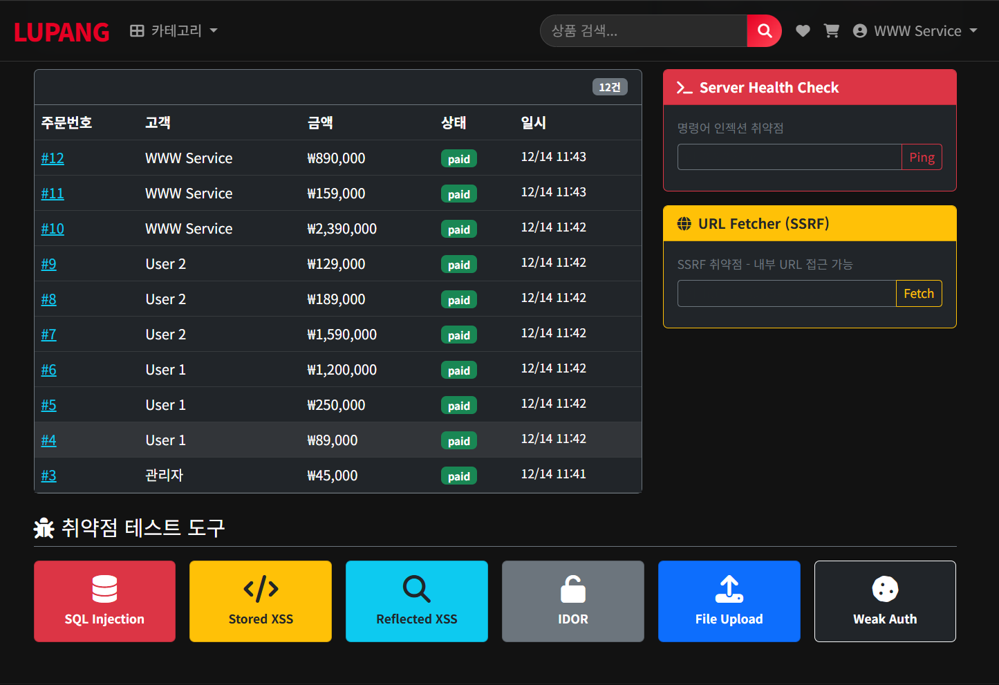 LUPANG 카테고리 상품 검색... WWW Service
12건
주문번호 고객 금액 상태 일시
#12 WWW Service ₩890,000 paid 12/14 11:43
#11 WWW Service ₩159,000 paid 12/14 11:43
#10 WWW Service ₩2,390,000 paid 12/14 11:42
#9 User 2 ₩129,000 paid 12/14 11:42
#8 User 2 ₩189,000 paid 12/14 11:42
#7 User 2 ₩1,590,000 paid 12/14 11:42
#6 User 1 ₩1,200,000 paid 12/14 11:42
#5 User 1 ₩250,000 paid 12/14 11:42
#4 User 1 ₩89,000 paid 12/14 11:42
#3 관리자 ₩45,000 paid 12/14 11:41
Server Health Check
명령어 인젝션 취약점
Ping
URL Fetcher (SSRF)
SSRF 취약점 - 내부 URL 접근 가능
Fetch
취약점 테스트 도구
SQL Injection
Stored XSS
Reflected XSS
IDOR
File Upload
Weak Auth